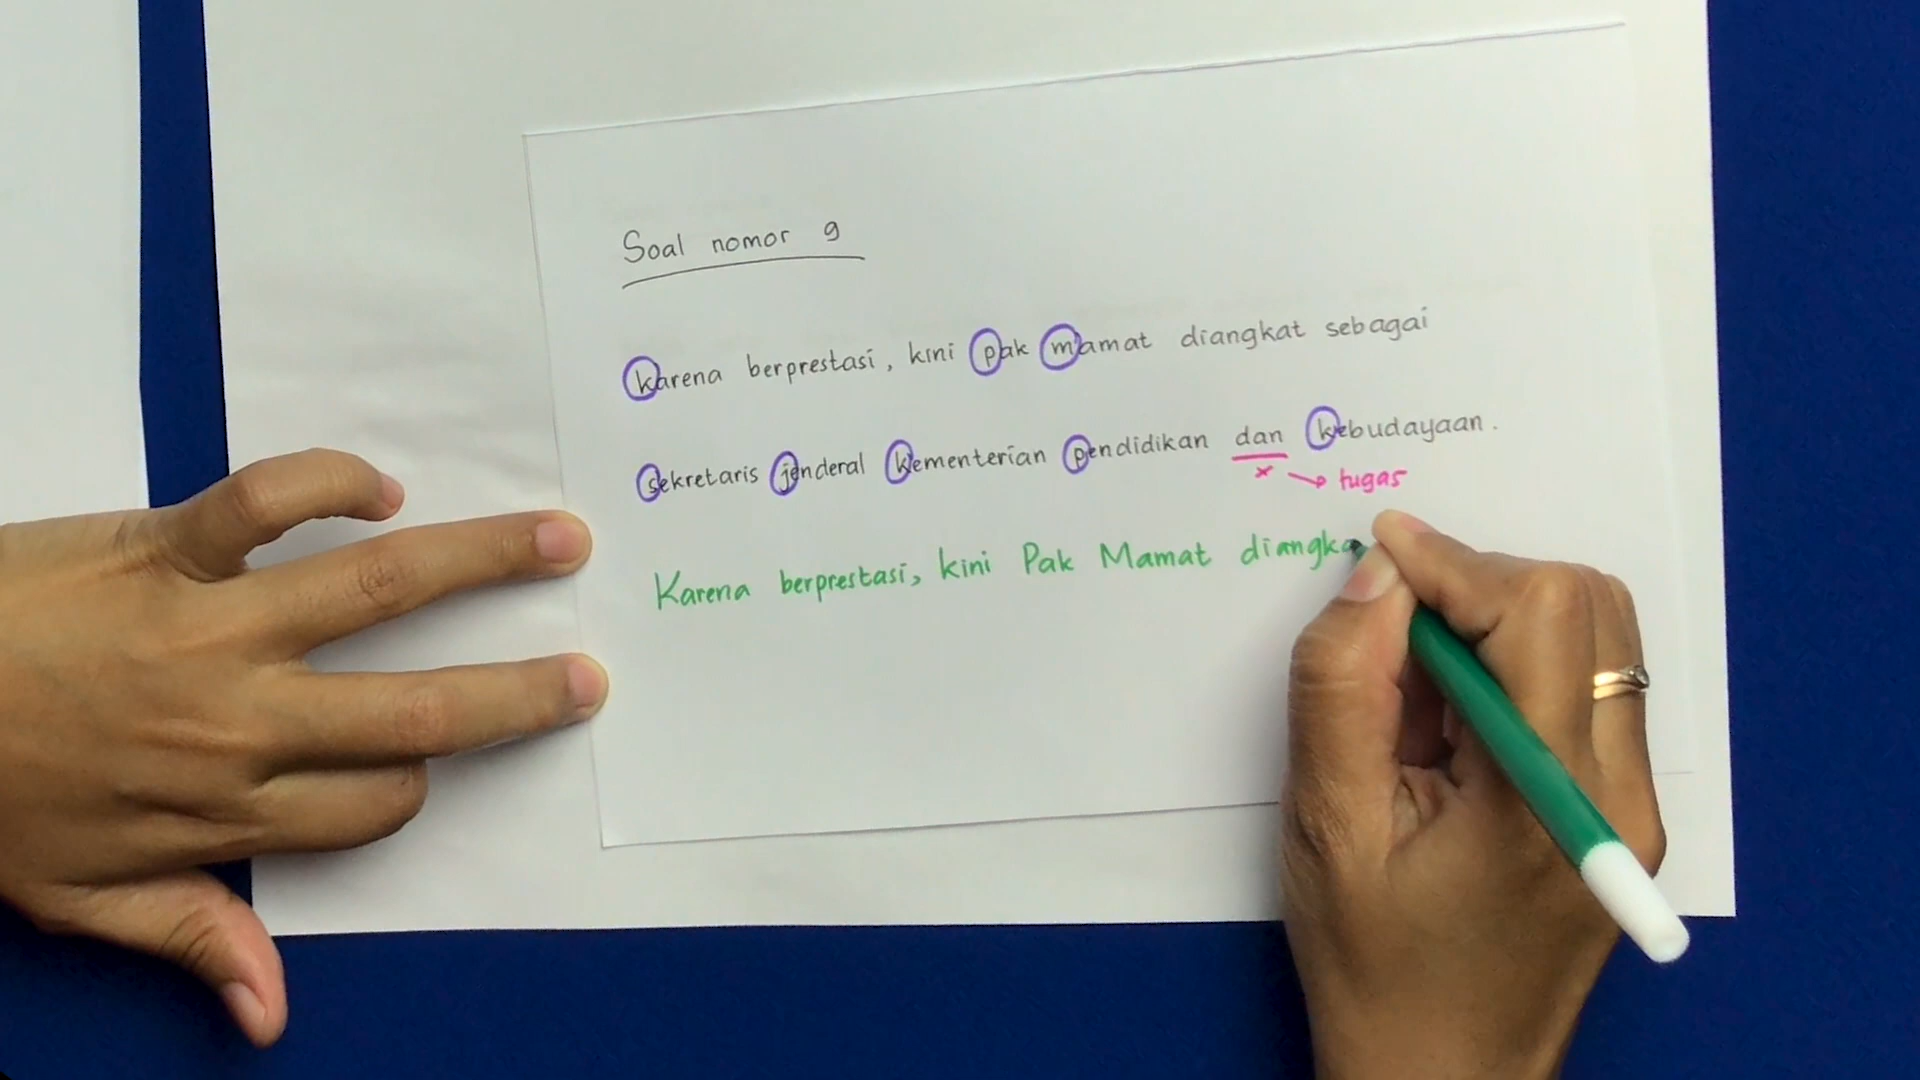 Soal nomor 9
karena berprestasi, kini pak mamat diangkat sebagai
sekretaris jenderal kementerian pendidikan dan kebudayaan.
x → tugas
Karena berprestasi, kini Pak Mamat diangka